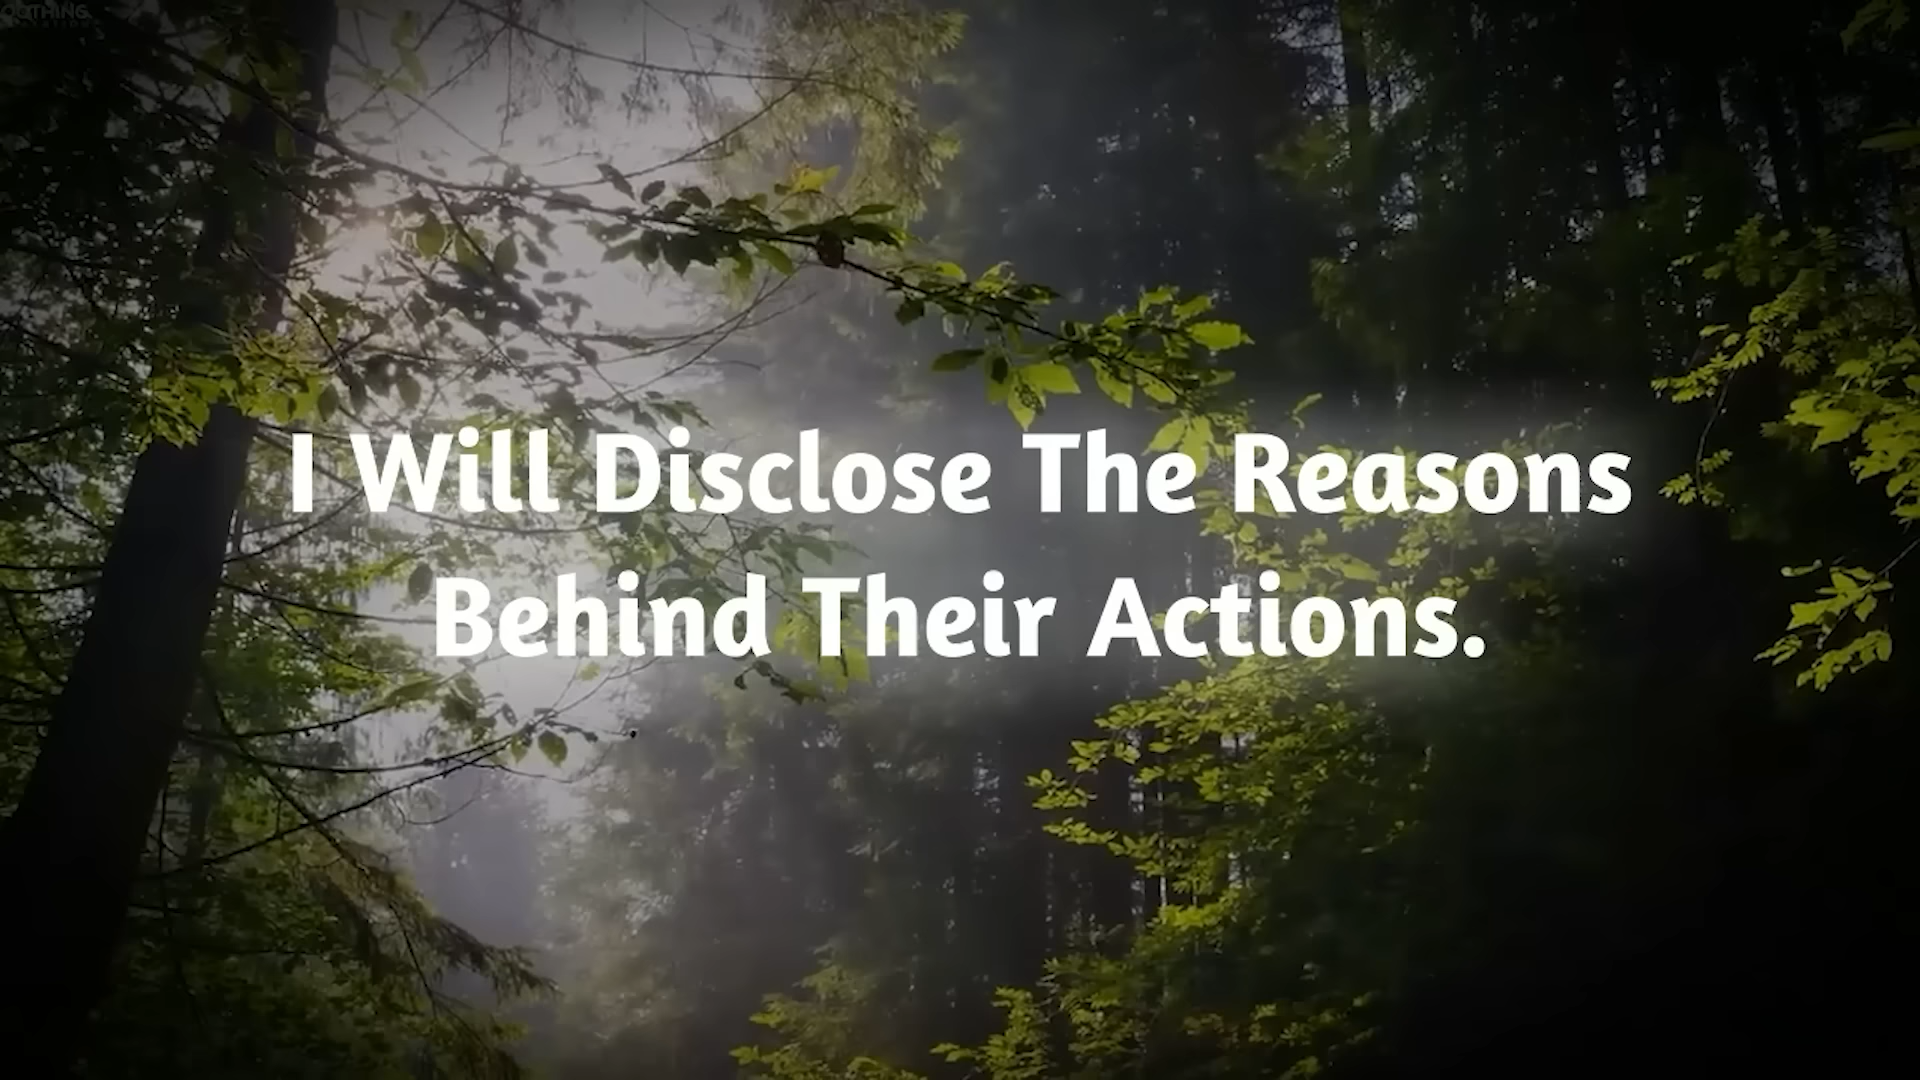 I Will Disclose The Reasons
Behind Their Actions.